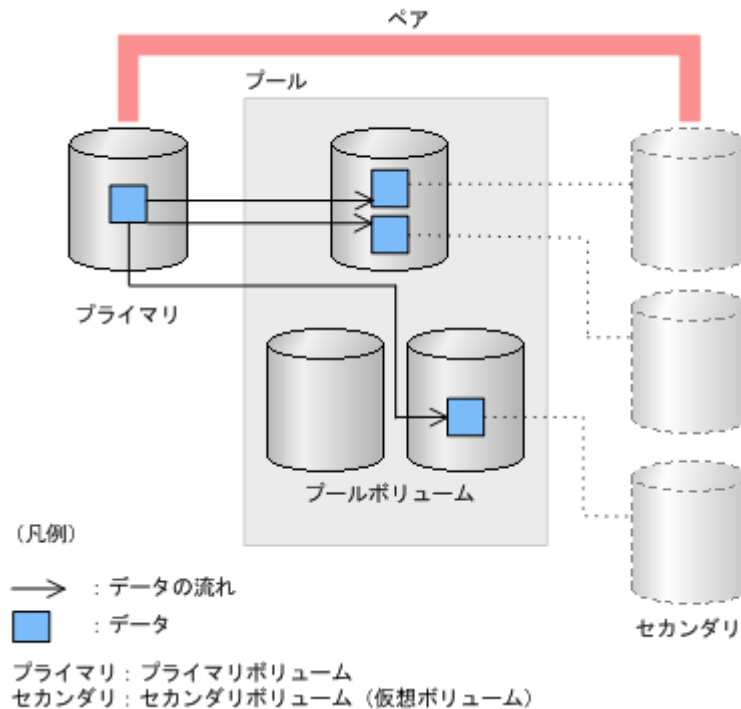 ペア
プール
プライマリ
プールボリューム
(凡例)
：データの流れ
：データ
セカンダリ
プライマリ：プライマリボリューム
セカンダリ：セカンダリボリューム（仮想ボリューム）